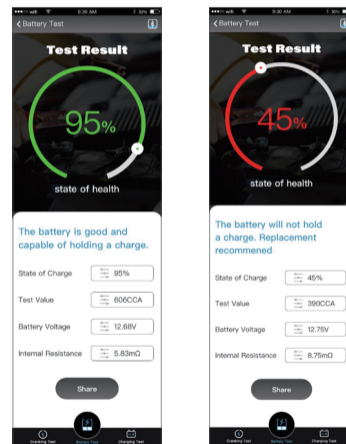 9:30 AM
50%
Battery Test
Test Result
95%
state of health
The battery is good and
capable of holding a charge.
State of Charge 95%
Test Value 606CCA
Battery Voltage 12.68V
Internal Resistance 5.83mΩ
Share
Cranking Test Battery Test Charging Test
9:30 AM
50%
Battery Test
Test Result
45%
state of health
The battery will not hold
a charge. Replacement
recommened
State of Charge 45%
Test Value 390CCA
Battery Voltage 12.75V
Internal Resistance 8.75mΩ
Share
Cranking Test Battery Test Charging Test